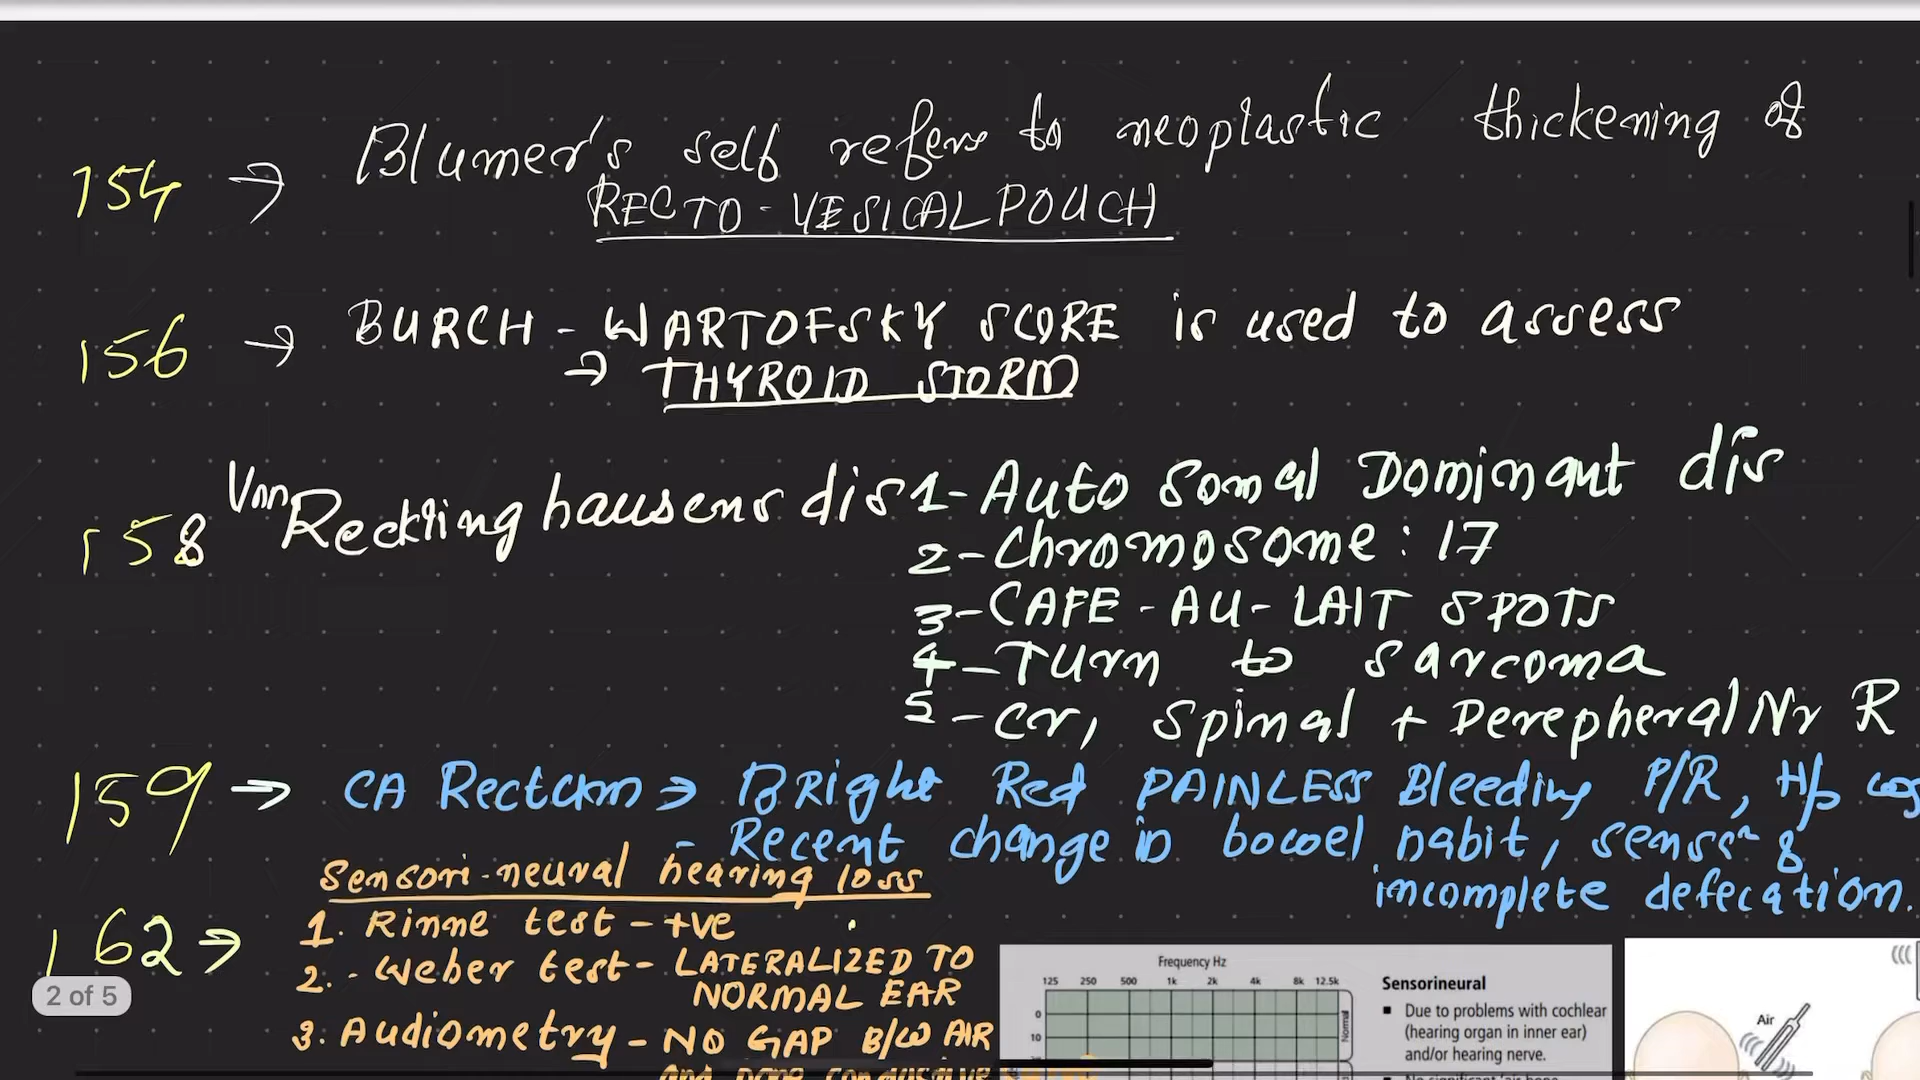 154 → Blumer's self refers to neoplastic thickening of
RECTO-VESICAL POUCH
156 → BURCH-WARTOFSKY SCORE is used to assess
→ THYROID STORM
158 Von Recklinghausens dis 1-Auto Somal Dominant dis
2-Chromosome: 17
3-CAFE-AU-LAIT SPOTS
4-Turn to sarcoma
5-cr, Spinal + Perepheral Nr R
159 → CA Rectum → Bright Red PAINLESS Bleeding P/R, H/o
- Recent change in bowel habit,
incomplete defecation.
162 → Sensori-neural hearing loss
1. Rinne test - +ve
2. - Weber test - LATERALIZED TO
NORMAL EAR
3. Audiometry - NO GAP B/W AIR
and bone conductive
2 of 5
Frequency Hz
125 250 500 1k 2k 4k 8k 12.5k
0
10
Normal
Sensorineural
▪ Due to problems with cochlear
(hearing organ in inner ear)
and/or hearing nerve.
Air